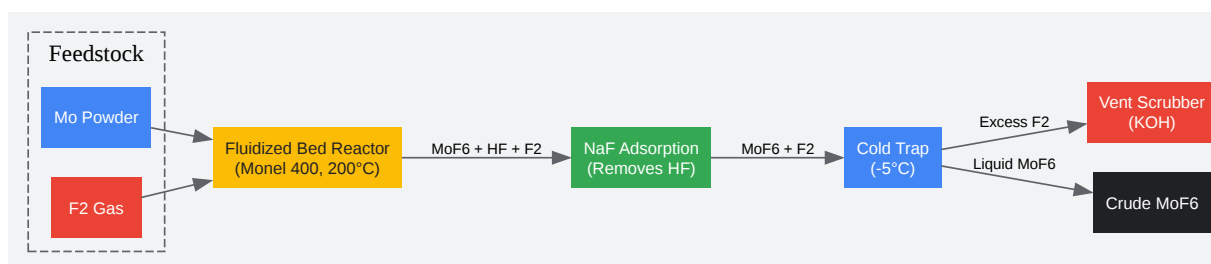 Feedstock
Mo Powder
F2 Gas
Fluidized Bed Reactor
(Monel 400, 200°C)
MoF6 + HF + F2
NaF Adsorption
(Removes HF)
MoF6 + F2
Cold Trap
(-5°C)
Excess F2
Liquid MoF6
Vent Scrubber
(KOH)
Crude MoF6